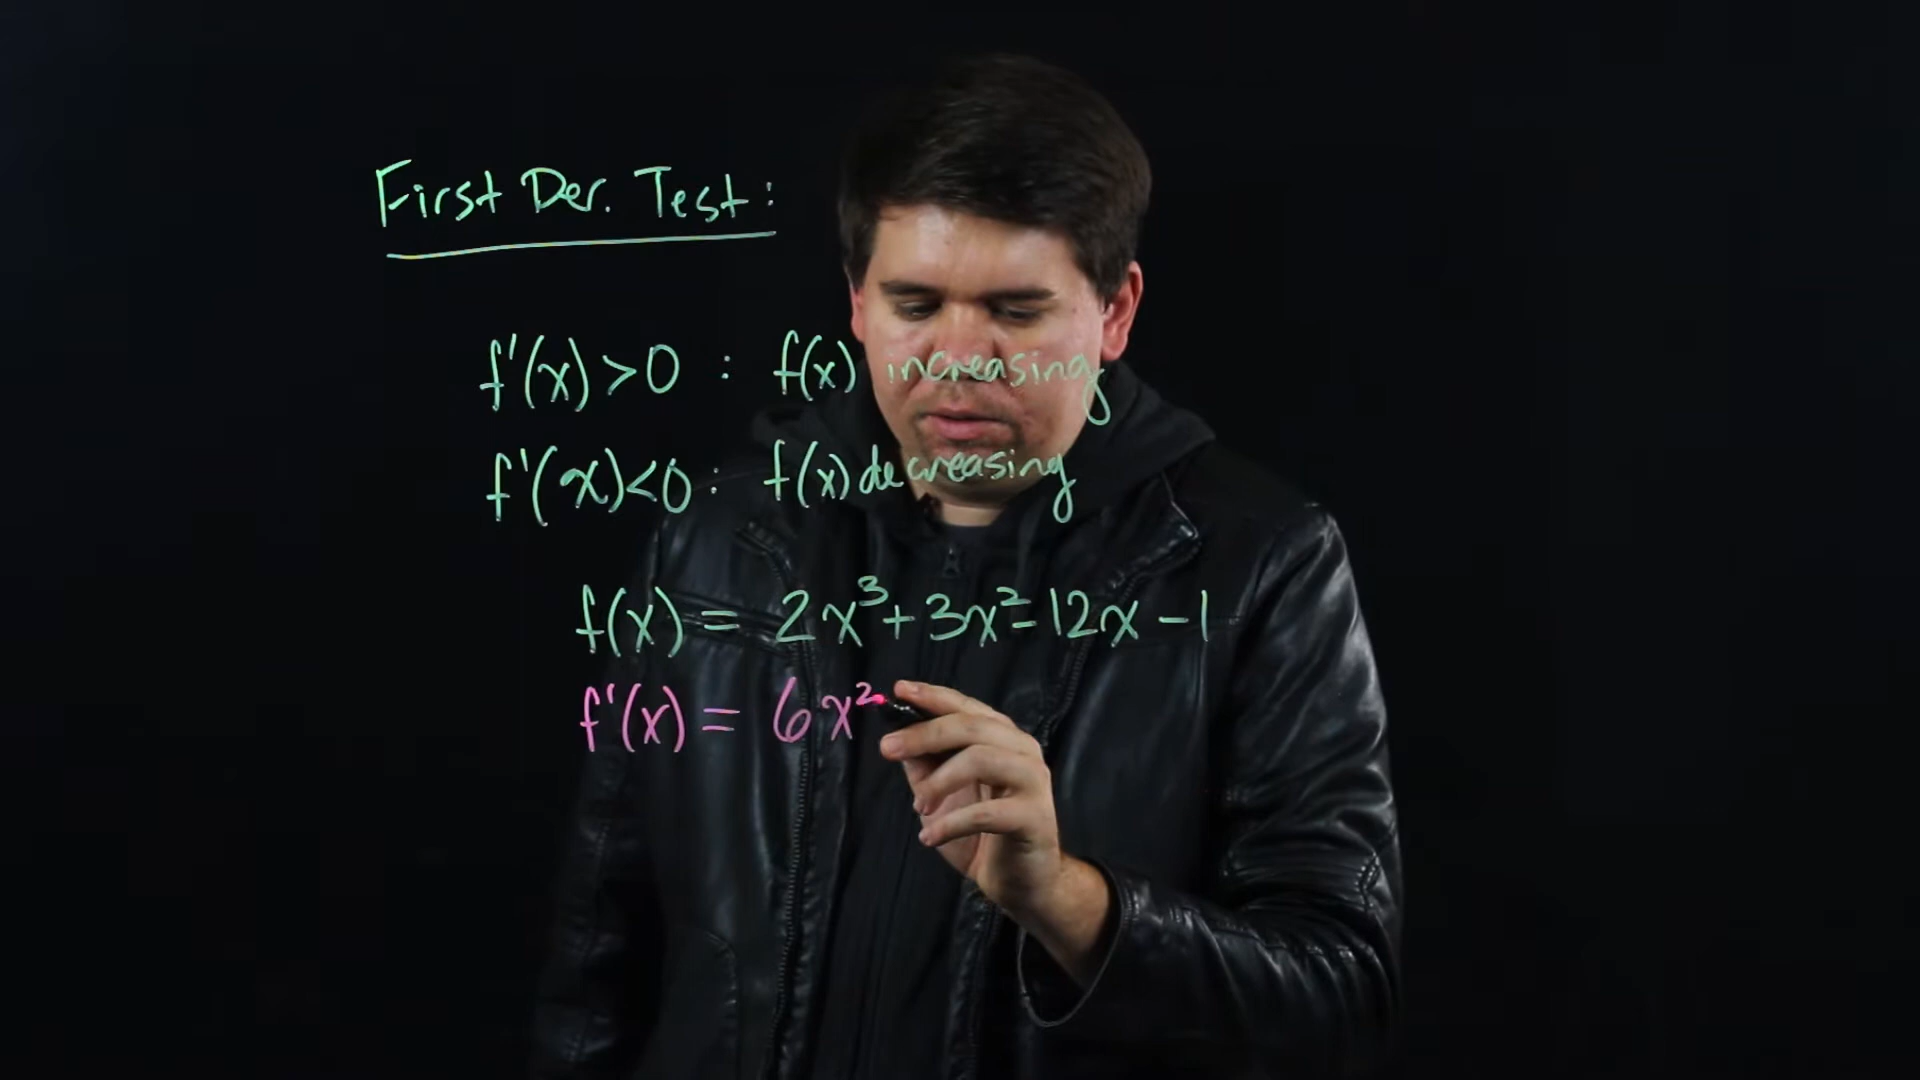 First Der. Test:
f'(x)>0 : f(x) increasing
f'(x)<0 : f(x) decreasing
f(x) = 2x³+3x²-12x-1
f'(x) = 6x²